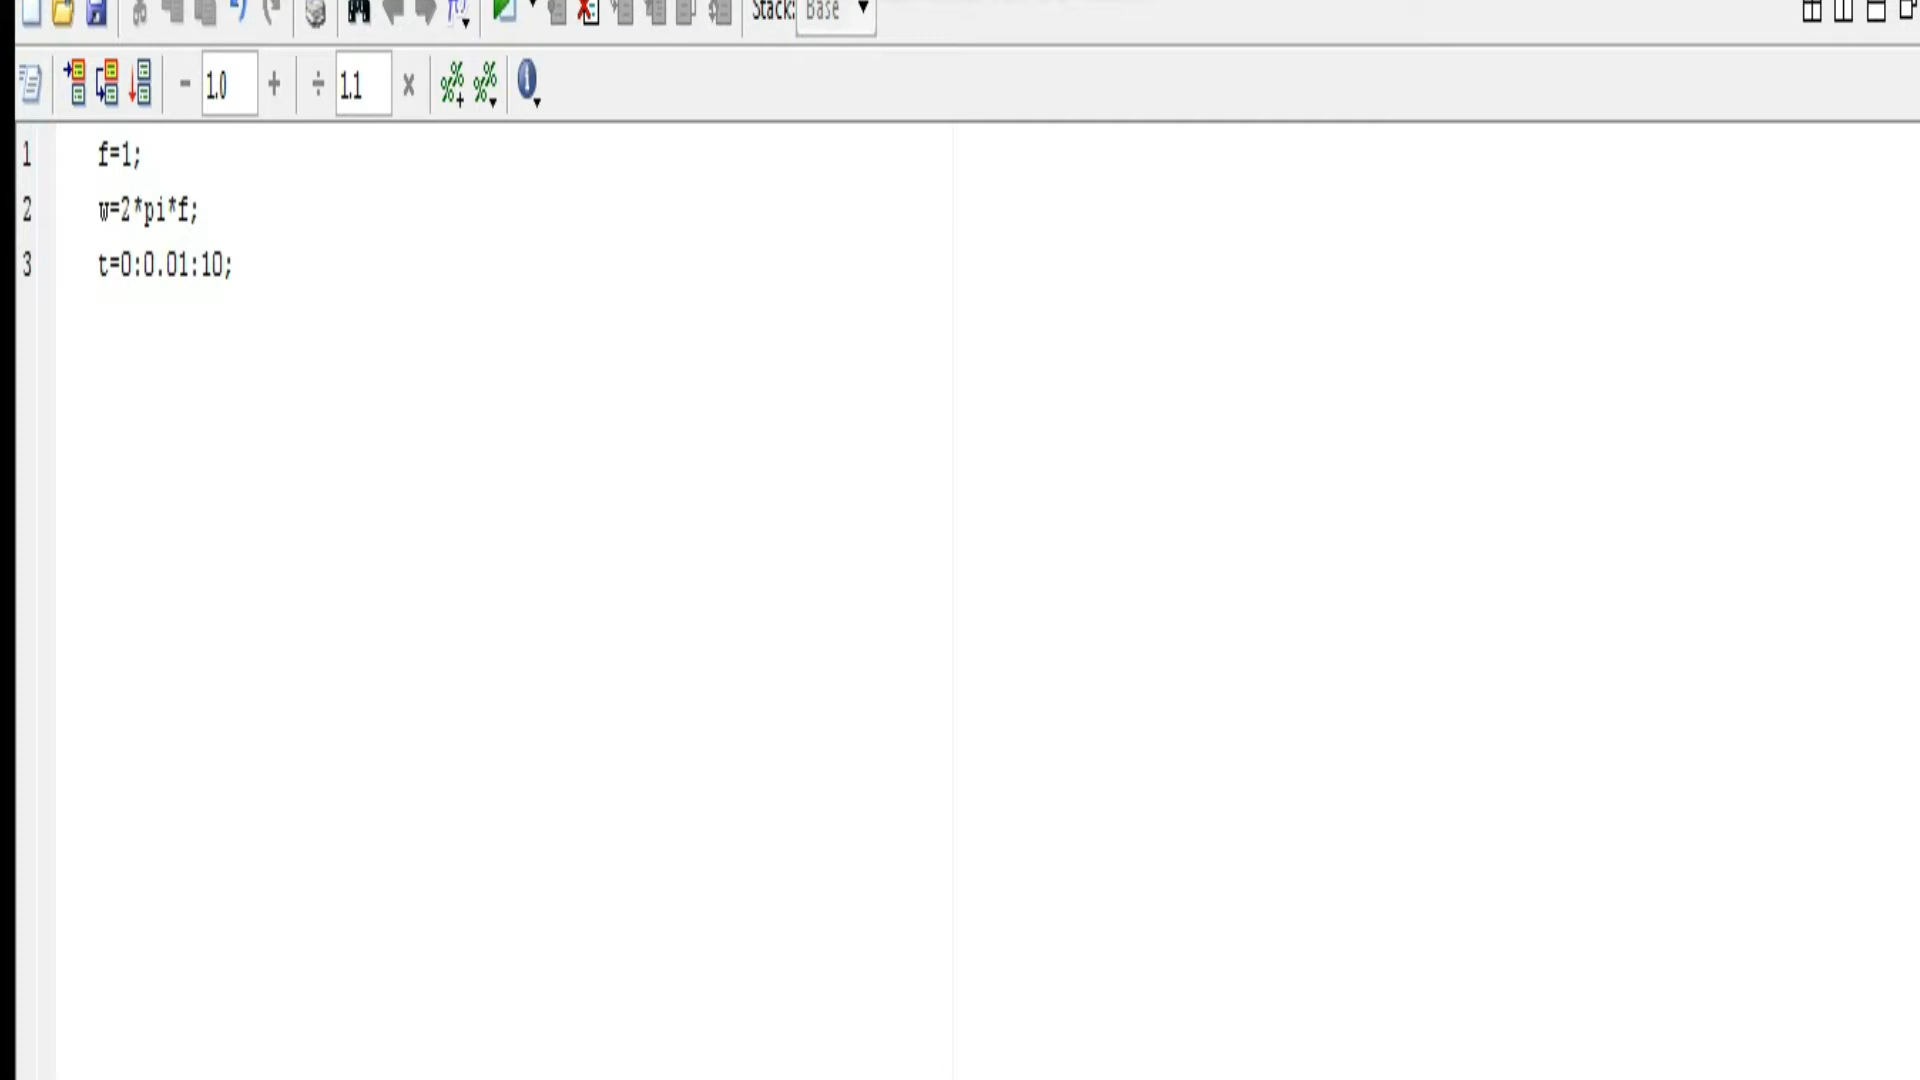 Stack: Base
- 1.0 + ÷ 1.1 ×
1 f=1;
2 w=2*pi*f;
3 t=0:0.01:10;